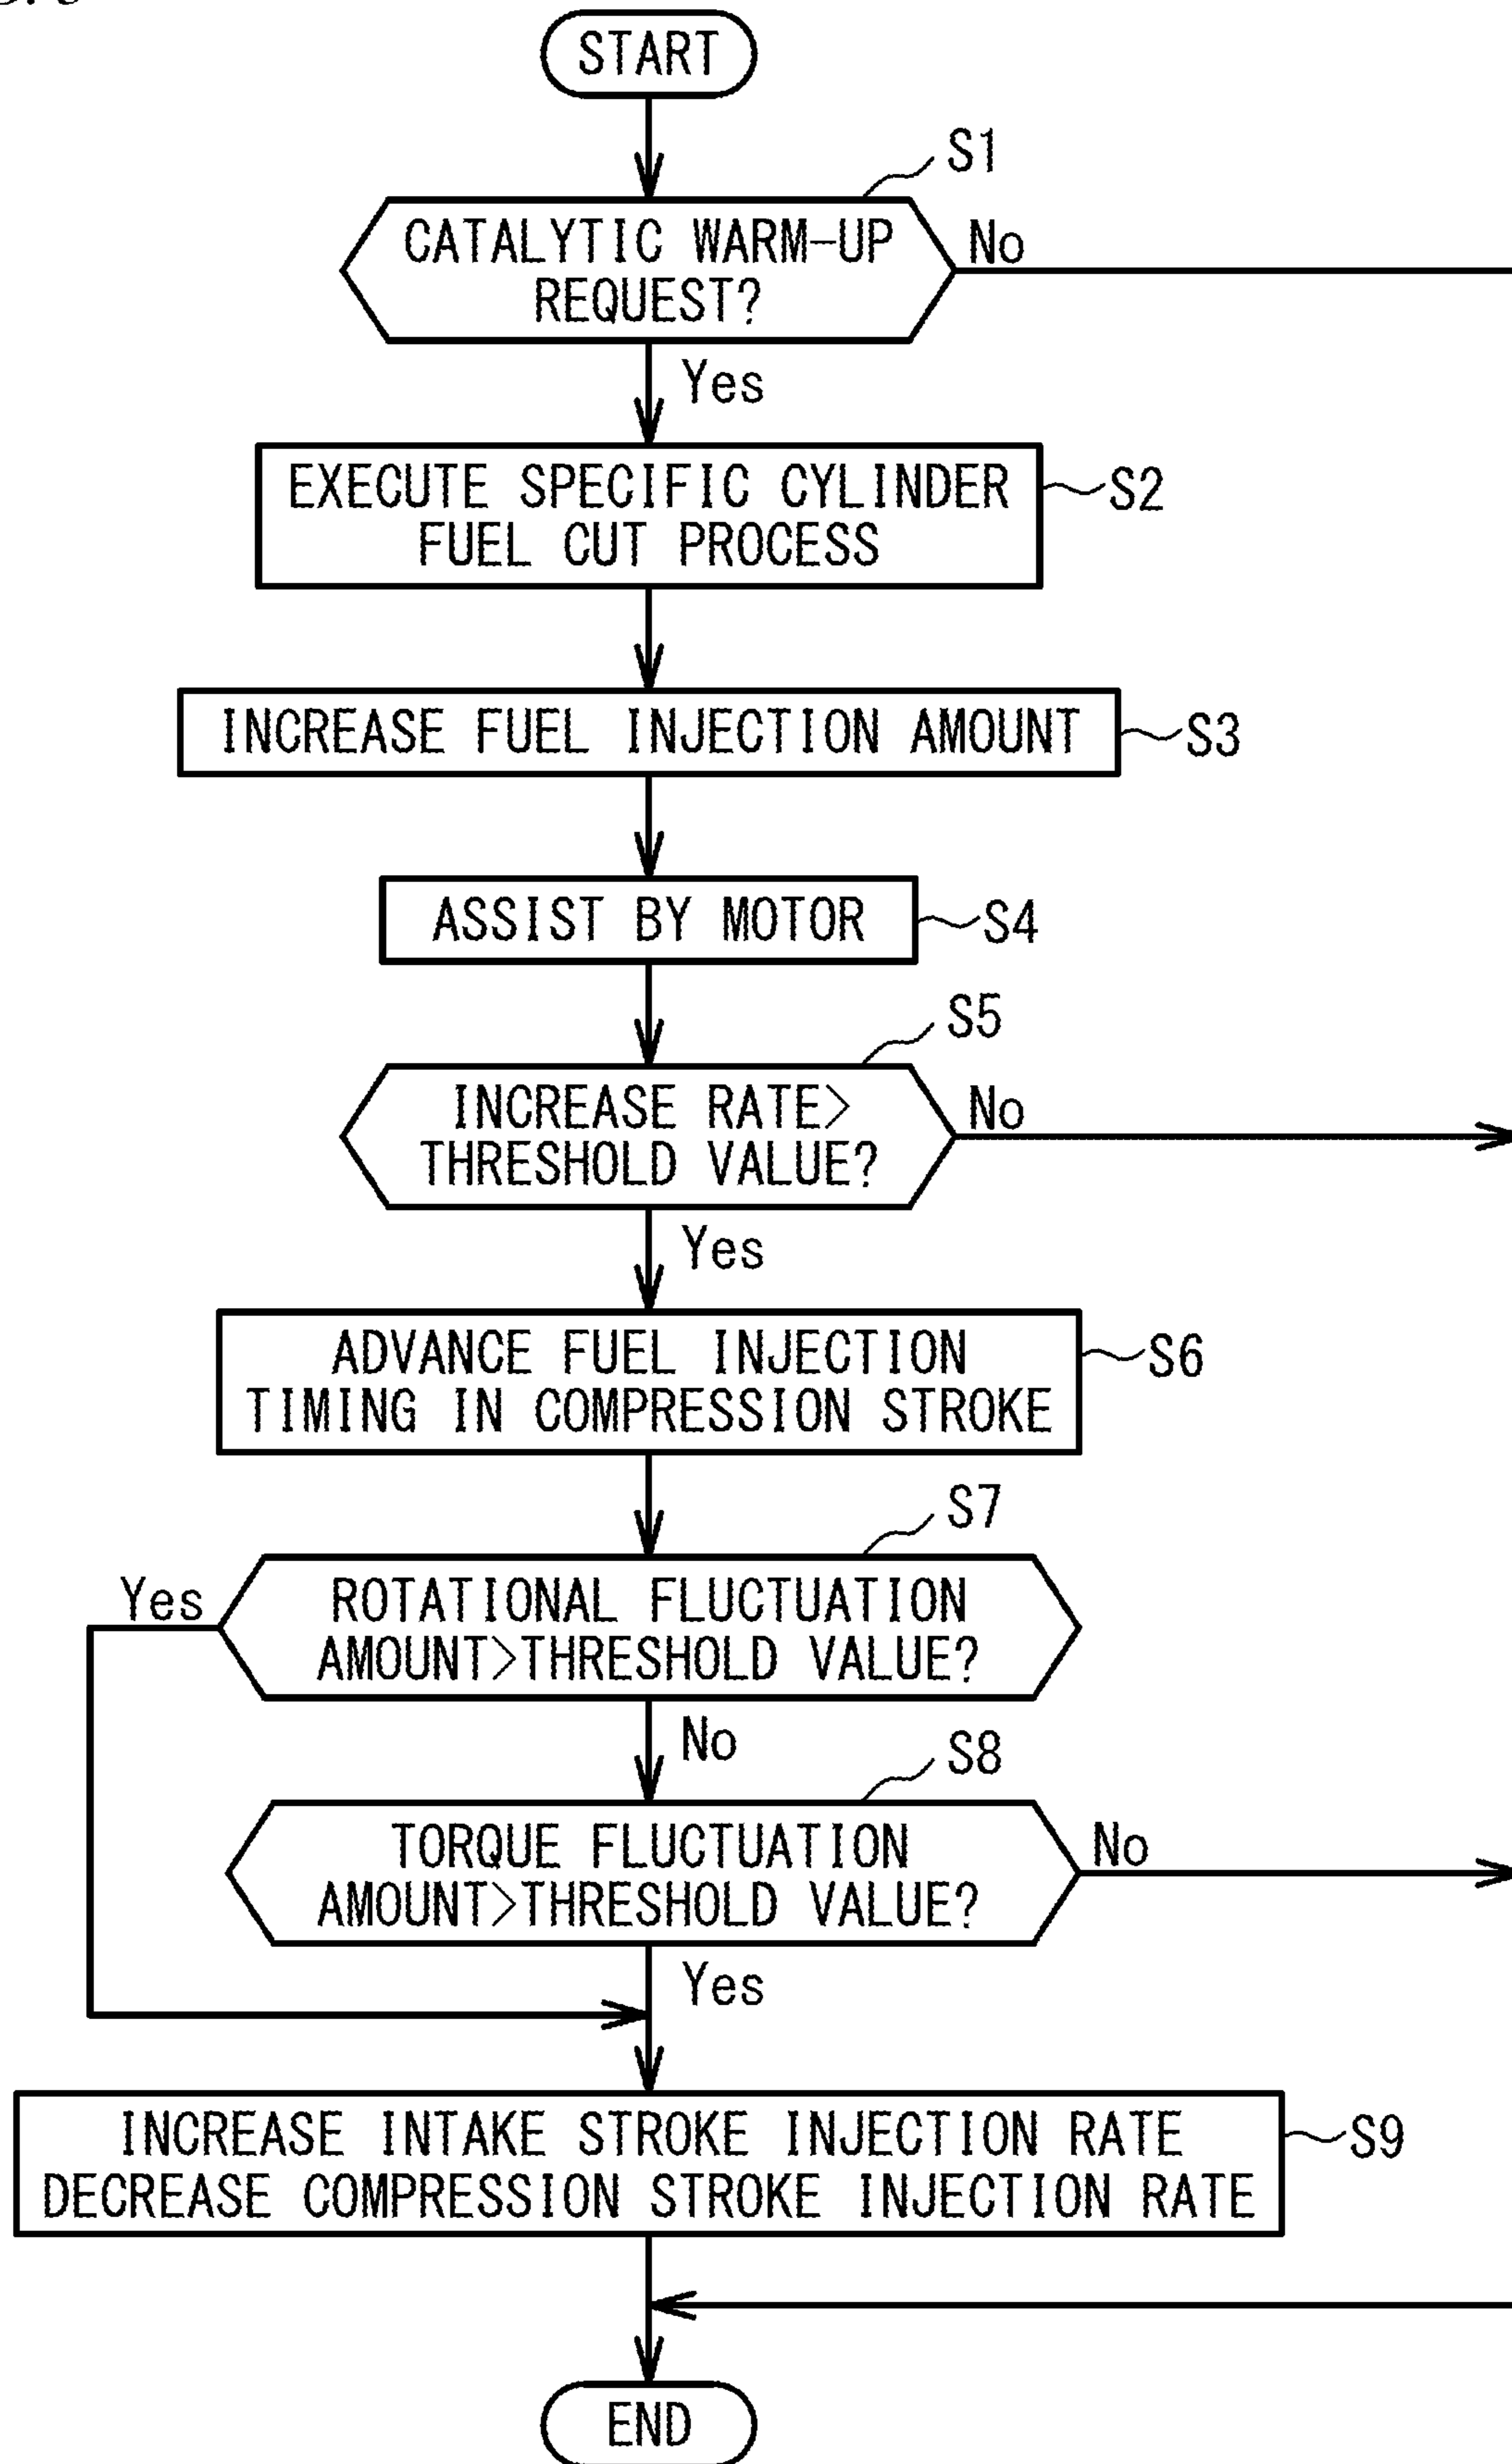 START
S1
CATALYTIC WARM-UP
REQUEST?
No
Yes
EXECUTE SPECIFIC CYLINDER
FUEL CUT PROCESS
S2
INCREASE FUEL INJECTION AMOUNT
S3
ASSIST BY MOTOR
S4
S5
INCREASE RATE>
THRESHOLD VALUE?
No
Yes
ADVANCE FUEL INJECTION
TIMING IN COMPRESSION STROKE
S6
S7
Yes
ROTATIONAL FLUCTUATION
AMOUNT>THRESHOLD VALUE?
No
S8
TORQUE FLUCTUATION
AMOUNT>THRESHOLD VALUE?
No
Yes
INCREASE INTAKE STROKE INJECTION RATE
DECREASE COMPRESSION STROKE INJECTION RATE
S9
END